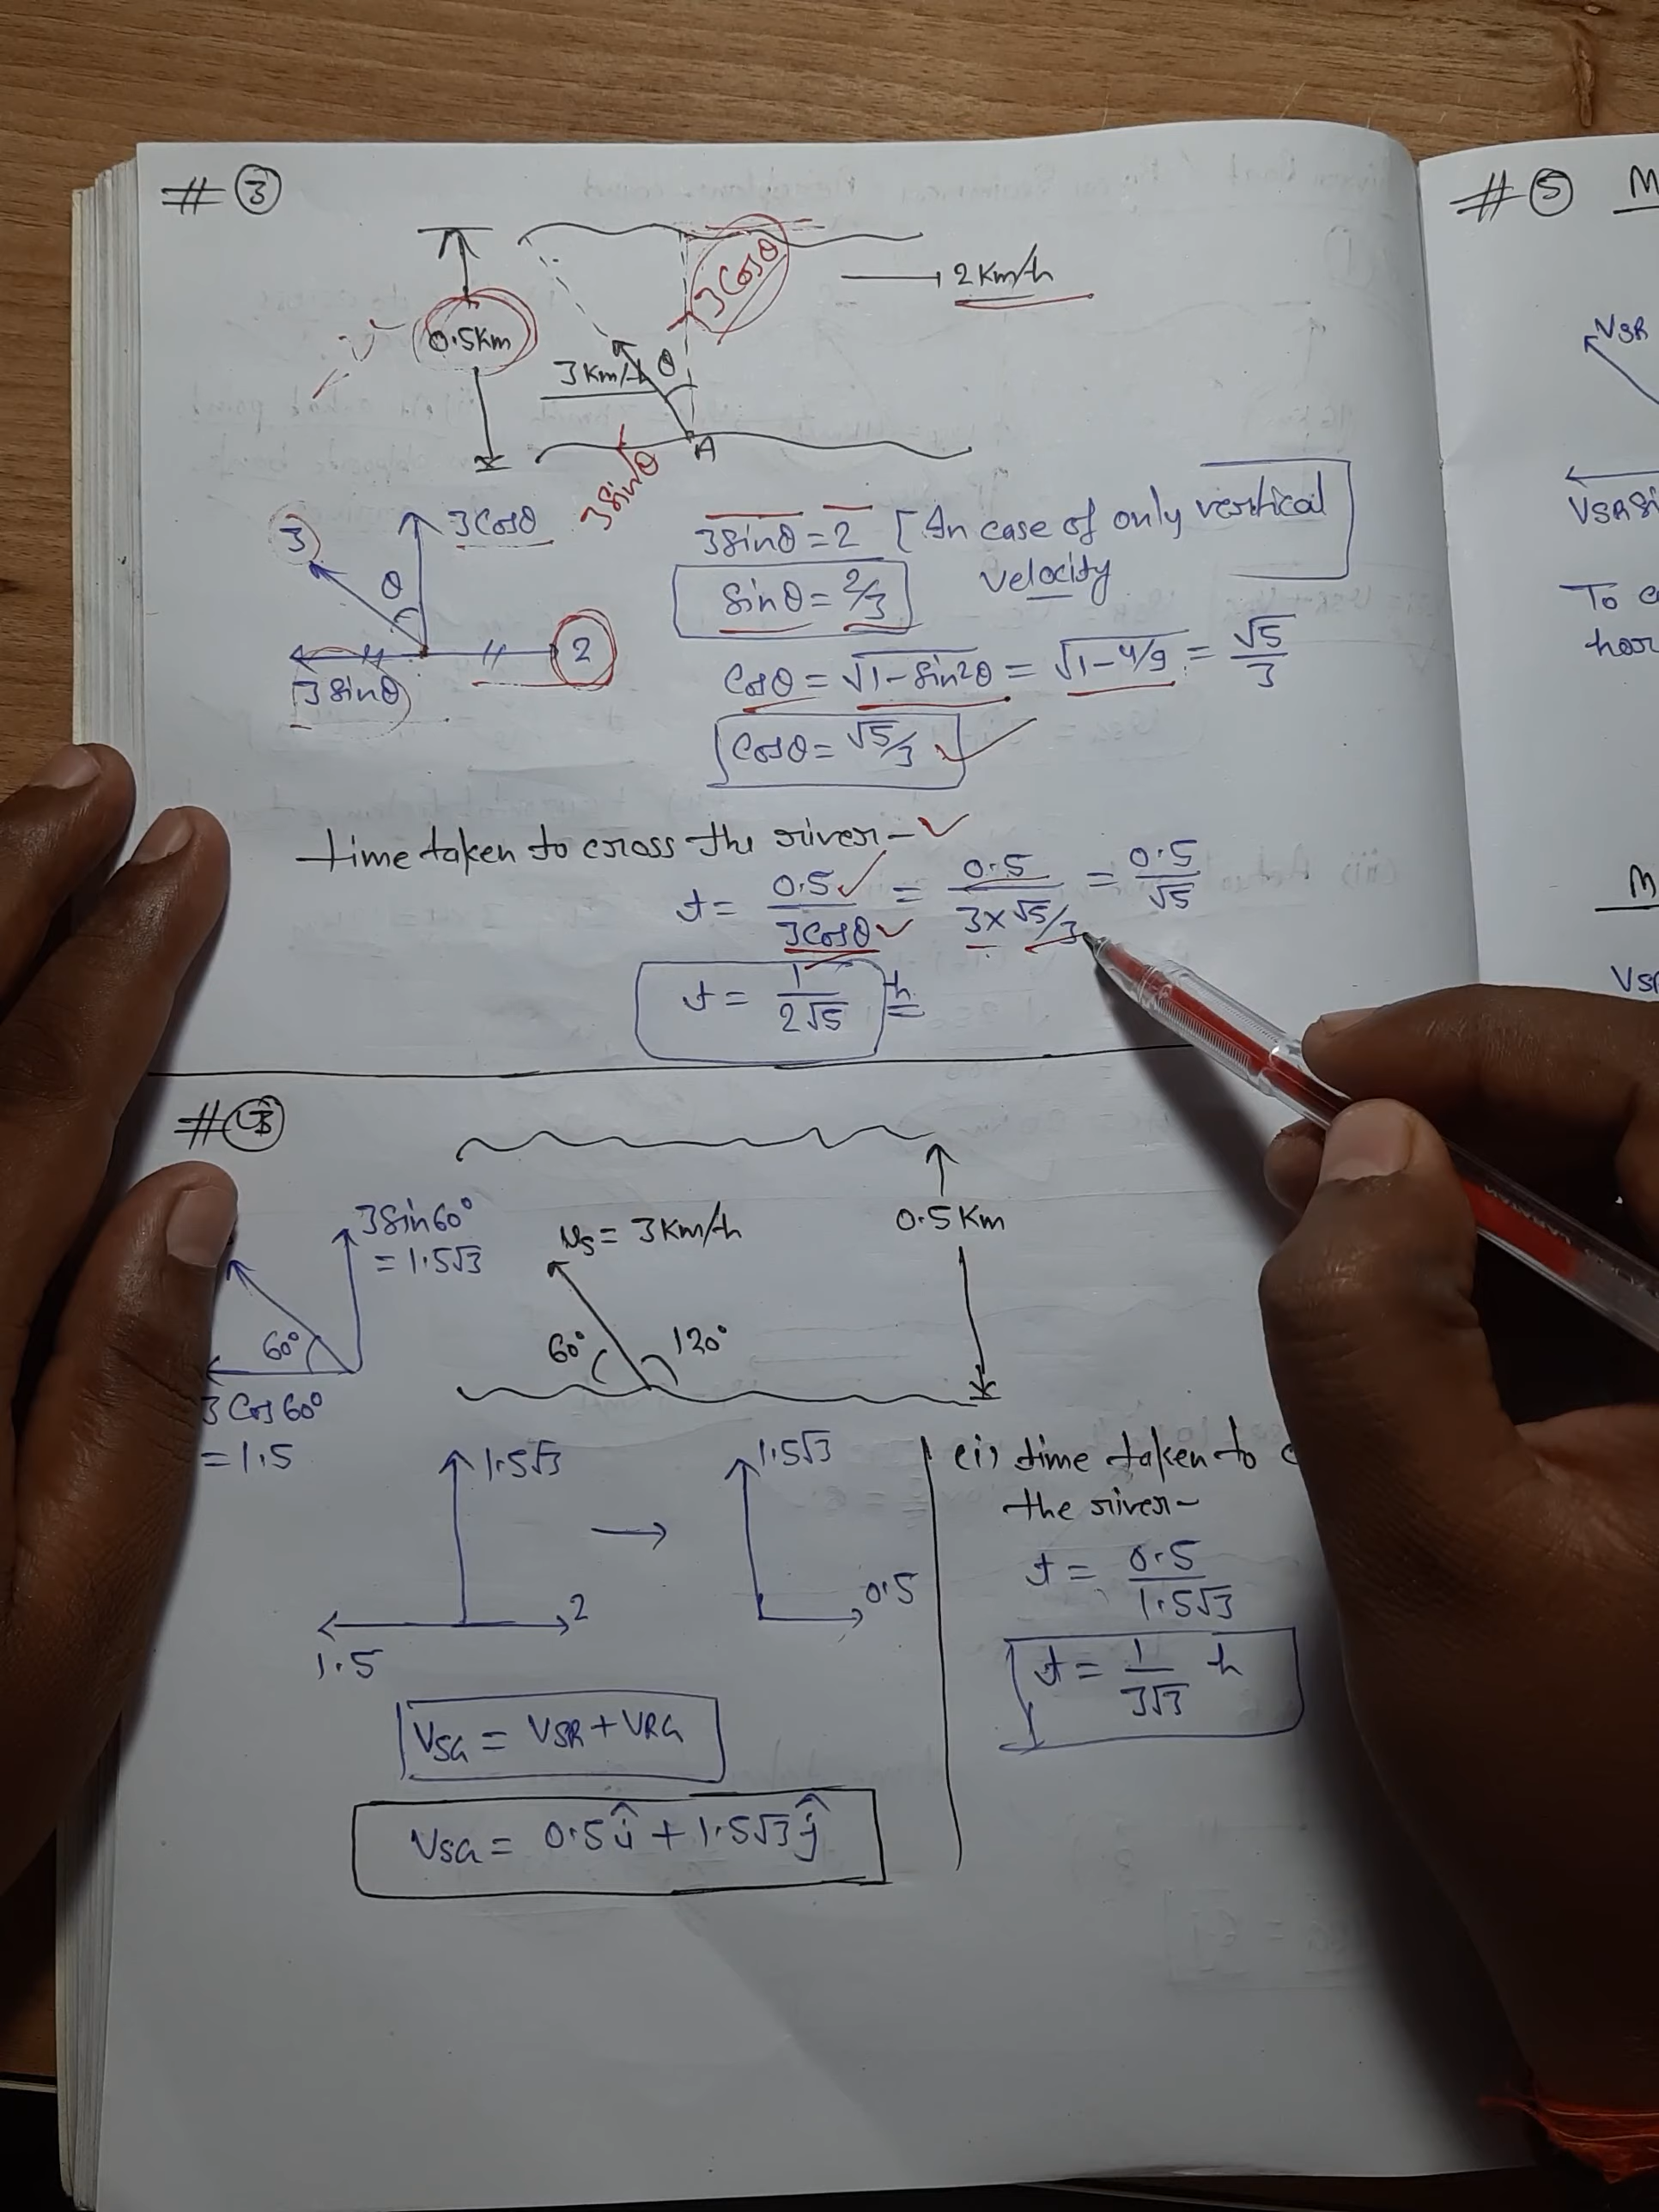 # ③
0.5Km
3Cosθ
2Km/h
3Km/h θ
A
3Sinθ
3
3Cosθ
θ
2
3Sinθ
3Sinθ = 2 [In case of only vertical
velocity
Sinθ = 2/3
Cosθ = √1-Sin²θ = √1-4/9 = √5/3
Cosθ = √5/3
time taken to cross the river-
t = 0.5/3Cosθ = 0.5/3×√5/3 = 0.5/√5
t = 1/2√5 h
# ④
3Sin60°
= 1.5√3
60°
3Cos60°
= 1.5
Vs = 3Km/h
60° 120°
0.5Km
1.5√3
2
1.5
1.5√3
0.5
VSG = VSR + VRG
VSG = 0.5î + 1.5√3ĵ
(i) time taken to
the river-
t = 0.5/1.5√3
t = 1/3√3 h
# ⑤ M
VSR
To c
M